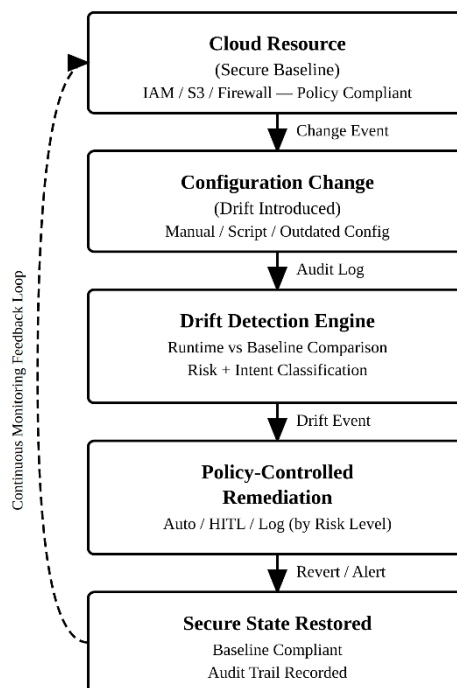 Cloud Resource
(Secure Baseline)
IAM / S3 / Firewall — Policy Compliant
Change Event
Configuration Change
(Drift Introduced)
Manual / Script / Outdated Config
Audit Log
Drift Detection Engine
Runtime vs Baseline Comparison
Risk + Intent Classification
Drift Event
Policy-Controlled
Remediation
Auto / HITL / Log (by Risk Level)
Revert / Alert
Secure State Restored
Baseline Compliant
Audit Trail Recorded
Continuous Monitoring Feedback Loop